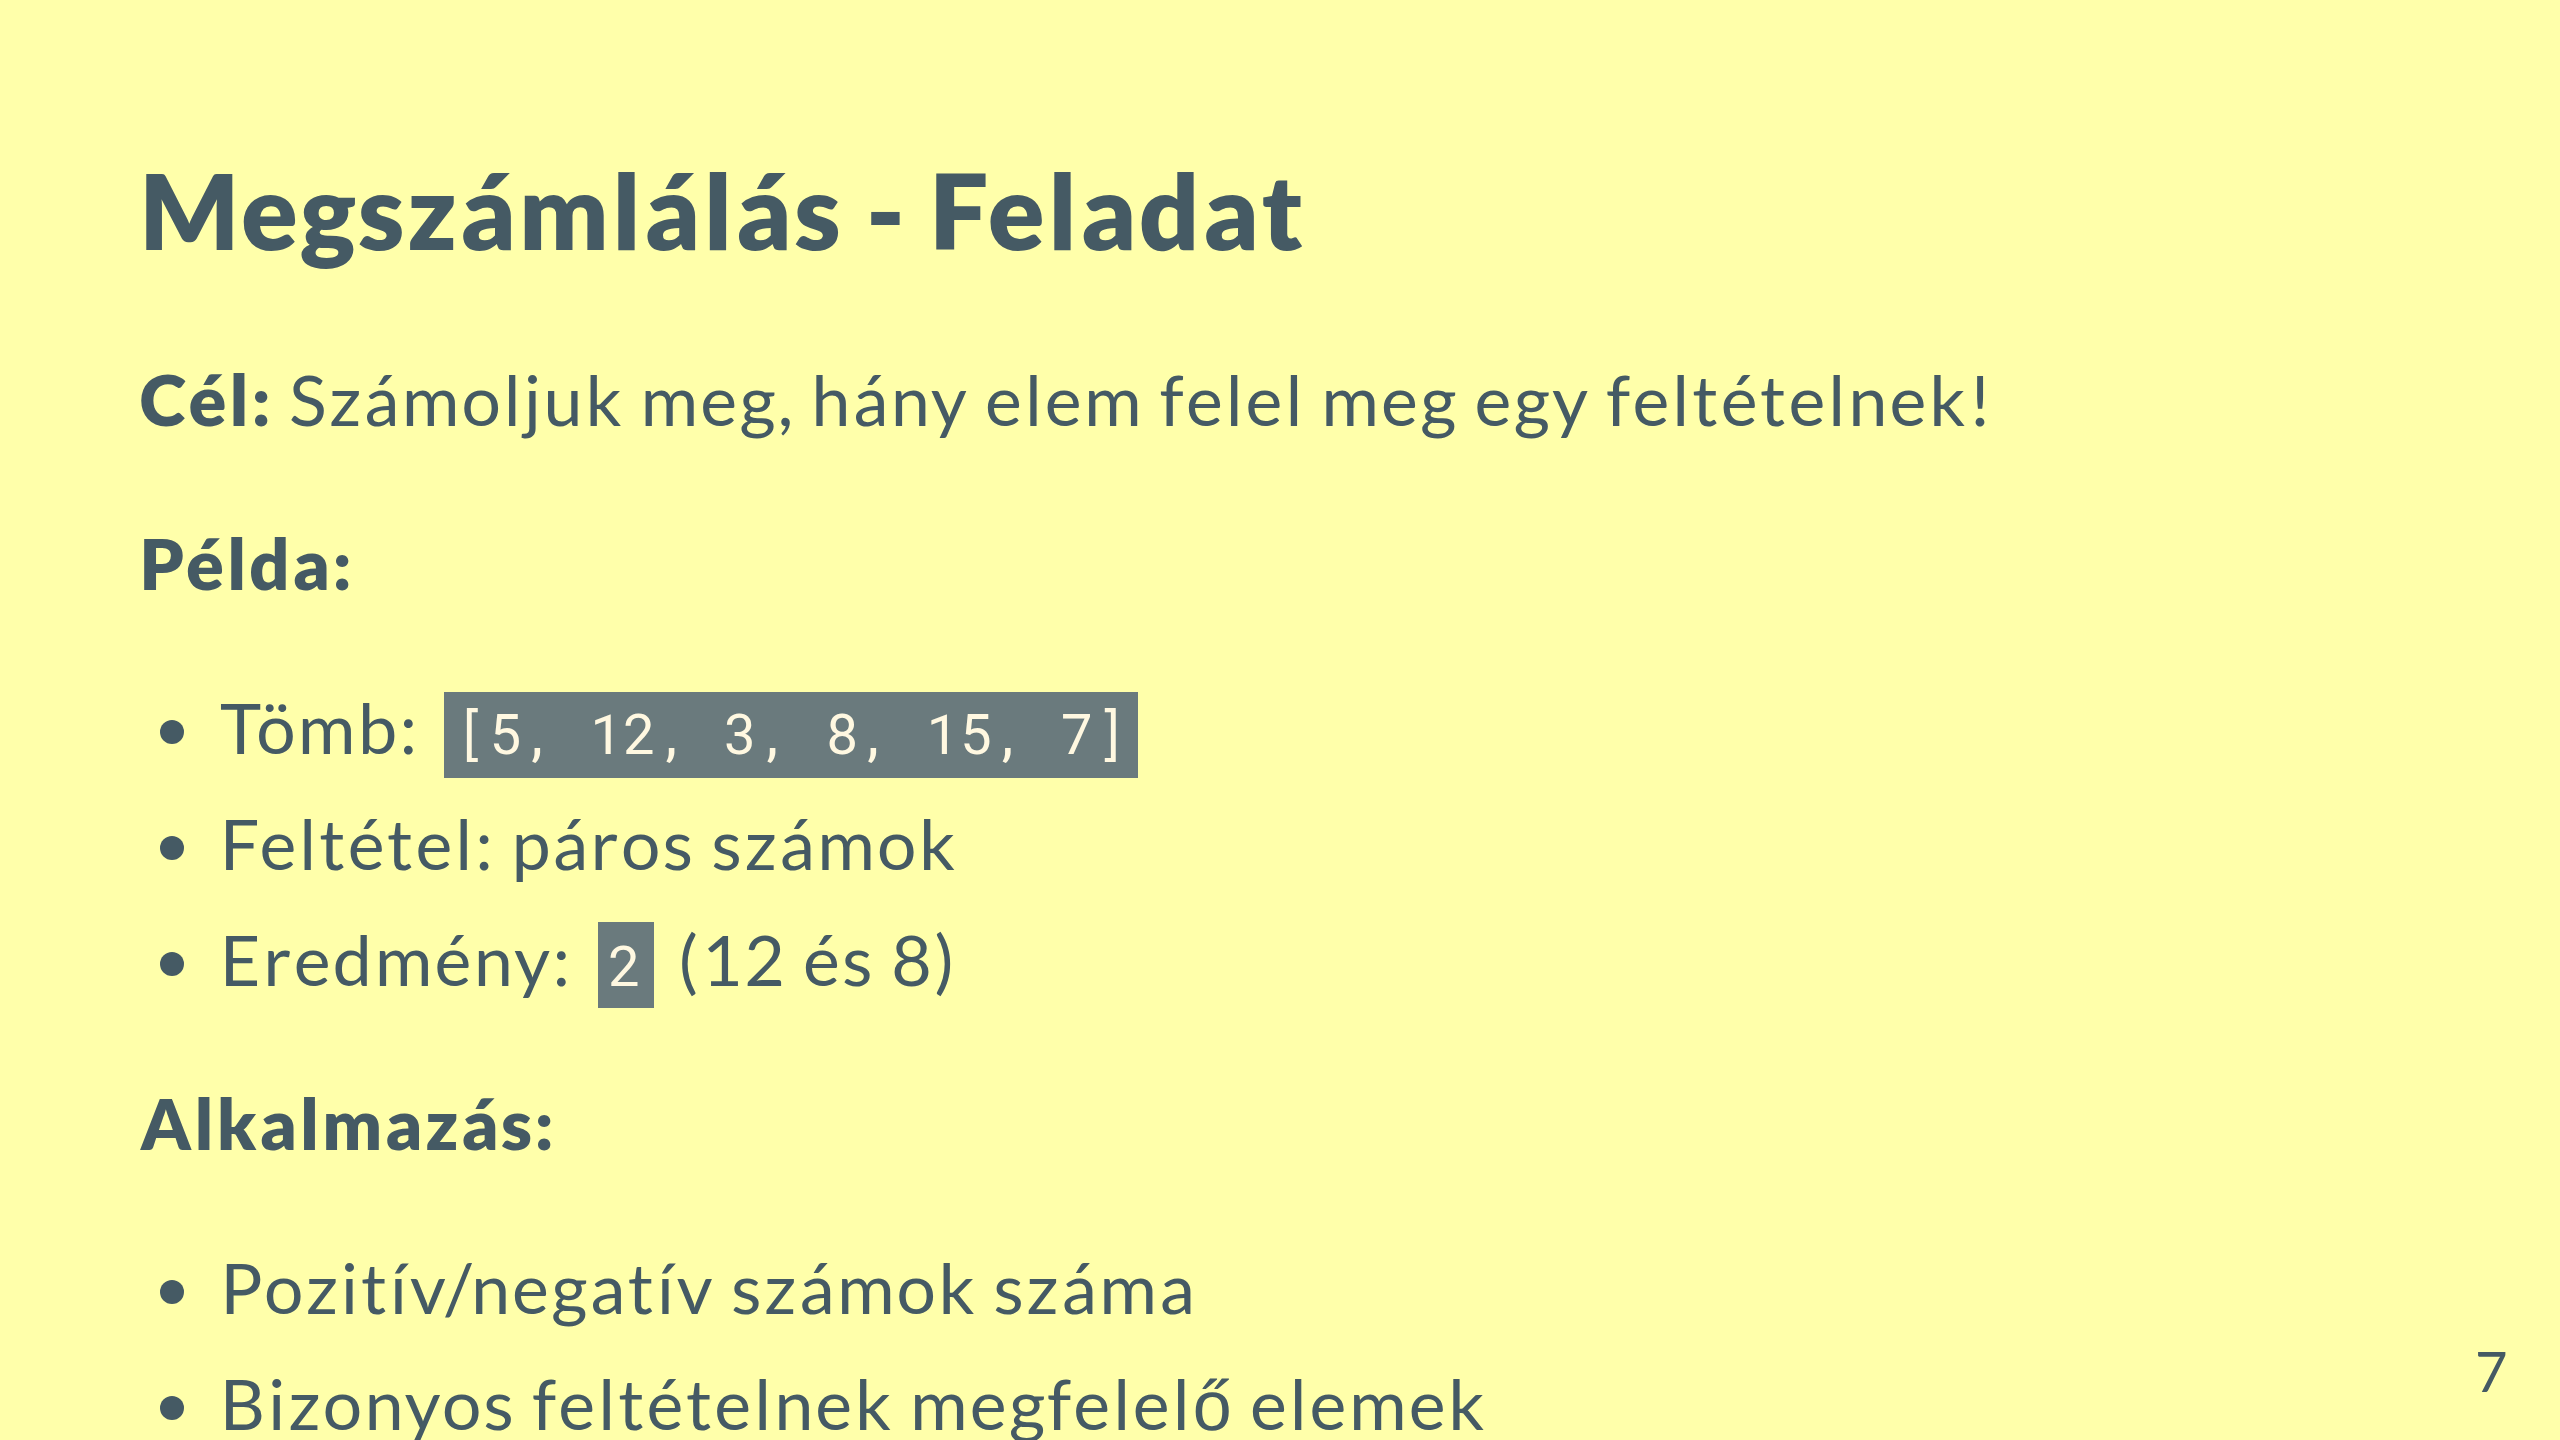 Megszámlálás - Feladat
Cél: Számoljuk meg, hány elem felel meg egy feltételnek!
Példa:
• Tömb: [5, 12, 3, 8, 15, 7]
• Feltétel: páros számok
• Eredmény: 2 (12 és 8)
Alkalmazás:
• Pozitív/negatív számok száma
• Bizonyos feltételnek megfelelő elemek
7